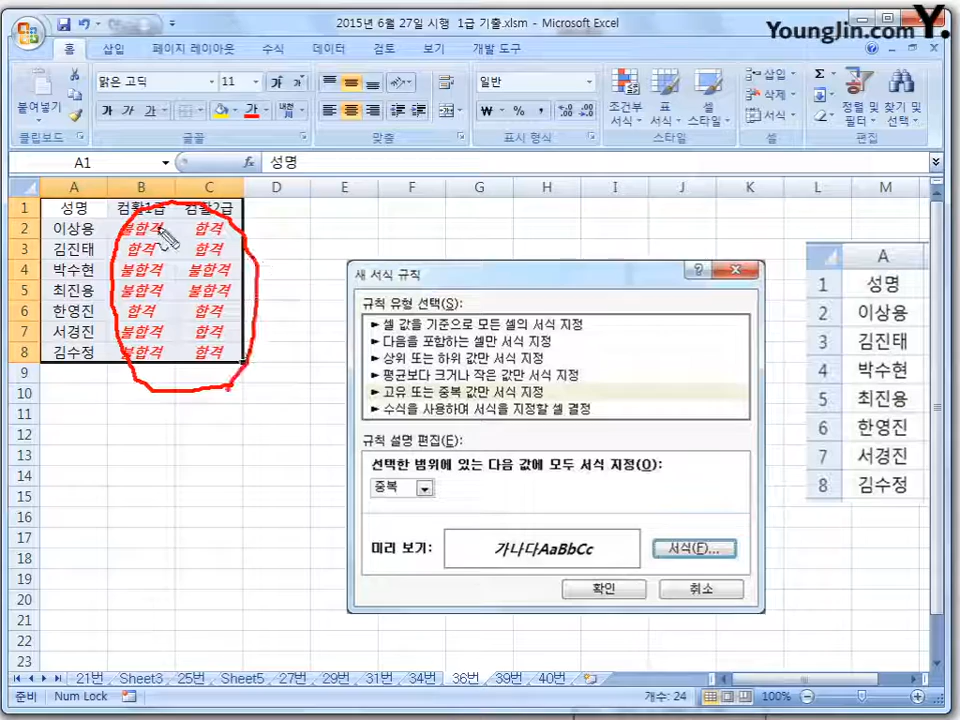 2015년 6월 27일 시행 1급 기출.xlsm - Microsoft Excel
YoungJin.com Y.
홈 삽입 페이지 레이아웃 수식 데이터 검토 보기 개발 도구
맑은 고딕 11 일반
가 가 가 가
붙여넣기 조건부 서식 표 서식 셀 스타일 삽입 삭제 서식 정렬 및 필터 찾기 및 선택
클립보드 글꼴 맞춤 표시 형식 스타일 셀 편집
A1 fx 성명
A B C D E F G H I J K L M
1 성명 컴활1급 컴활2급
2 이상용 불합격 합격
3 김진태 합격 합격
4 박수현 불합격 불합격
5 최진용 불합격 불합격
6 한영진 합격 합격
7 서경진 불합격 합격
8 김수정 불합격 합격
9
10
11
12
13
14
15
16
17
18
19
20
21
22
23
새 서식 규칙
규칙 유형 선택(S):
► 셀 값을 기준으로 모든 셀의 서식 지정
► 다음을 포함하는 셀만 서식 지정
► 상위 또는 하위 값만 서식 지정
► 평균보다 크거나 작은 값만 서식 지정
► 고유 또는 중복 값만 서식 지정
► 수식을 사용하여 서식을 지정할 셀 결정
규칙 설명 편집(E):
선택한 범위에 있는 다음 값에 모두 서식 지정(O):
중복
미리 보기: 가나다AaBbCc 서식(F)...
확인 취소
A
1 성명
2 이상용
3 김진태
4 박수현
5 최진용
6 한영진
7 서경진
8 김수정
21번 Sheet3 25번 Sheet5 27번 29번 31번 34번 36번 39번 40번
준비 Num Lock 개수: 24 100%